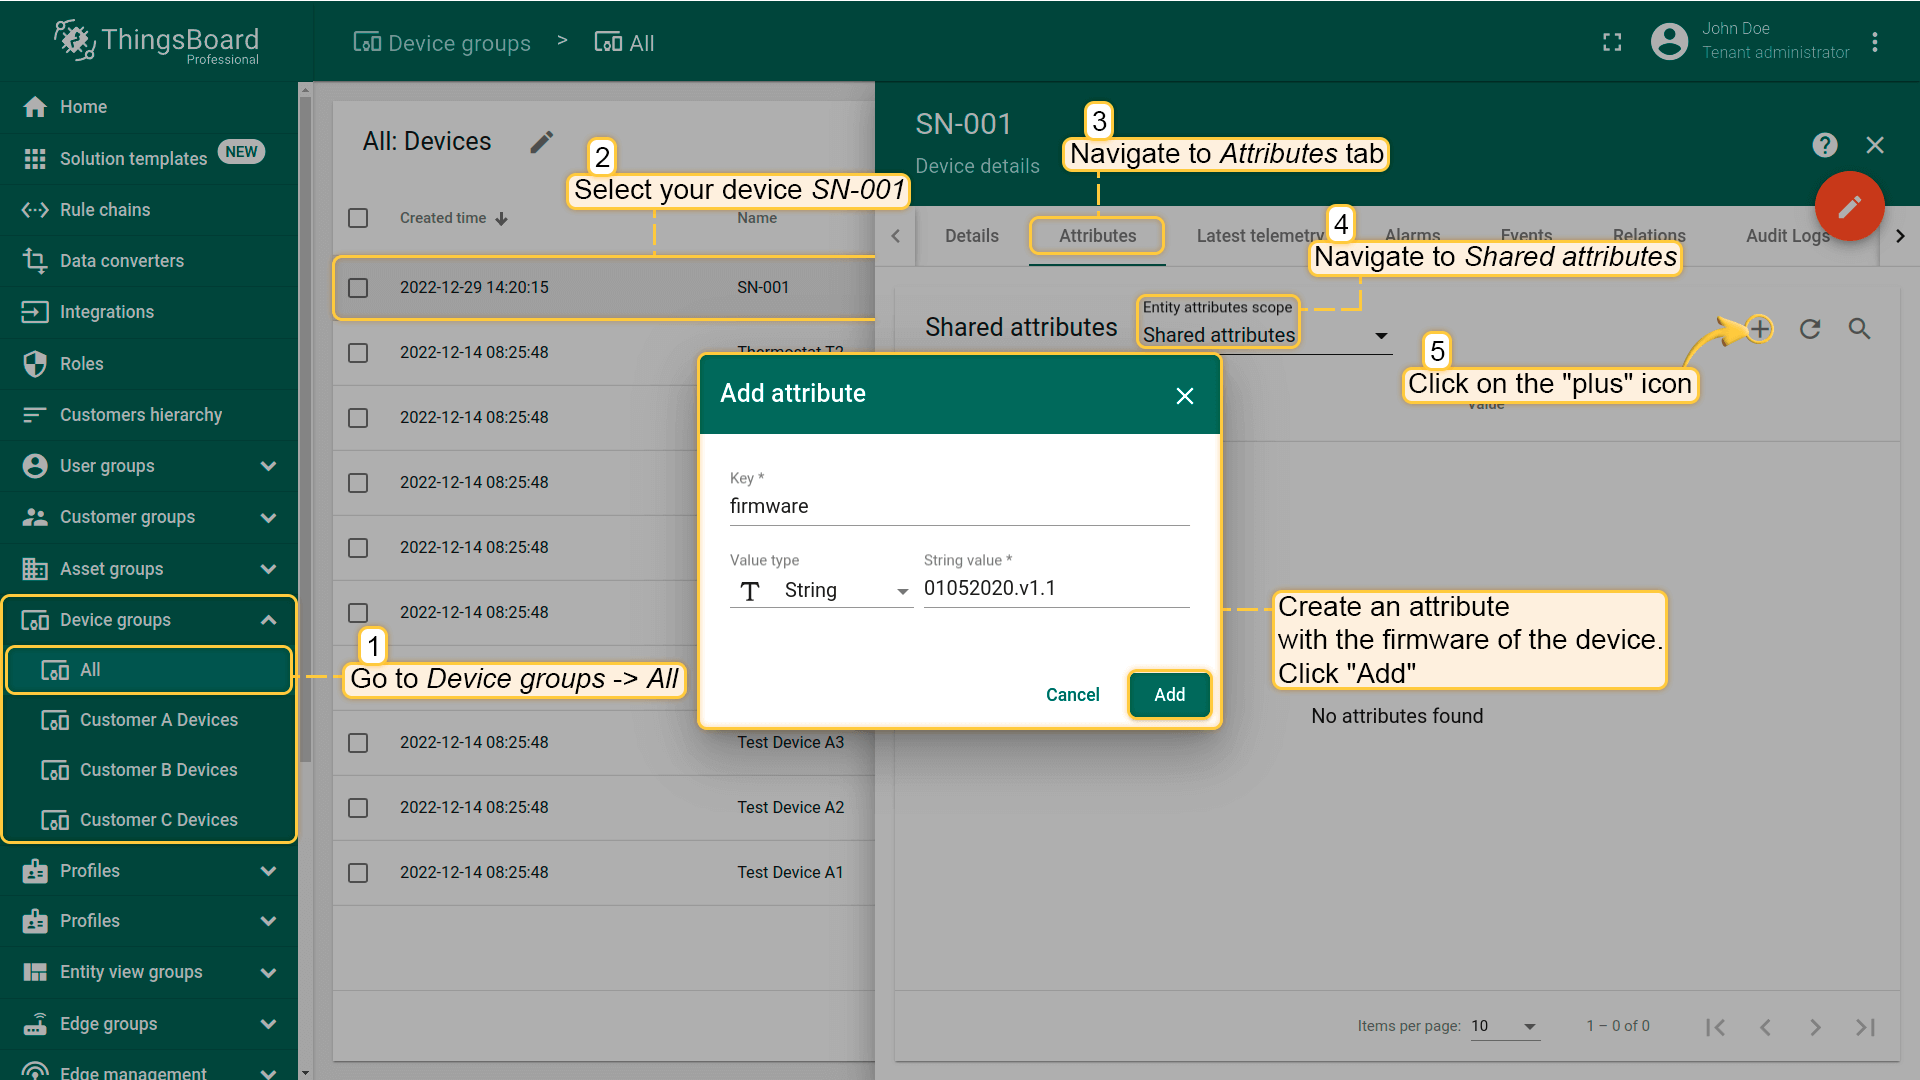 ThingsBoard
Professional
Device groups > All
John Doe
Tenant administrator
Home
Solution templates NEW
Rule chains
Data converters
Integrations
Roles
Customers hierarchy
User groups
Customer groups
Asset groups
Device groups
All
Customer A Devices
Customer B Devices
Customer C Devices
Profiles
Profiles
Entity view groups
Edge groups
Edge management
1
Go to Device groups -> All
All: Devices
2
Select your device SN-001
Created time Name
2022-12-29 14:20:15 SN-001
2022-12-14 08:25:48 Thermostat T2
2022-12-14 08:25:48
2022-12-14 08:25:48
2022-12-14 08:25:48
2022-12-14 08:25:48
2022-12-14 08:25:48 Test Device A3
2022-12-14 08:25:48 Test Device A2
2022-12-14 08:25:48 Test Device A1
SN-001
Device details
3
Navigate to Attributes tab
Details Attributes Latest telemetry Alarms Events Relations Audit Logs
4
Navigate to Shared attributes
Shared attributes
Entity attributes scope
Shared attributes
5
Click on the "plus" icon
Value
Add attribute
Key *
firmware
Value type
String
String value *
01052020.v1.1
Cancel Add
Create an attribute
with the firmware of the device.
Click "Add"
No attributes found
Items per page: 10 1 – 0 of 0